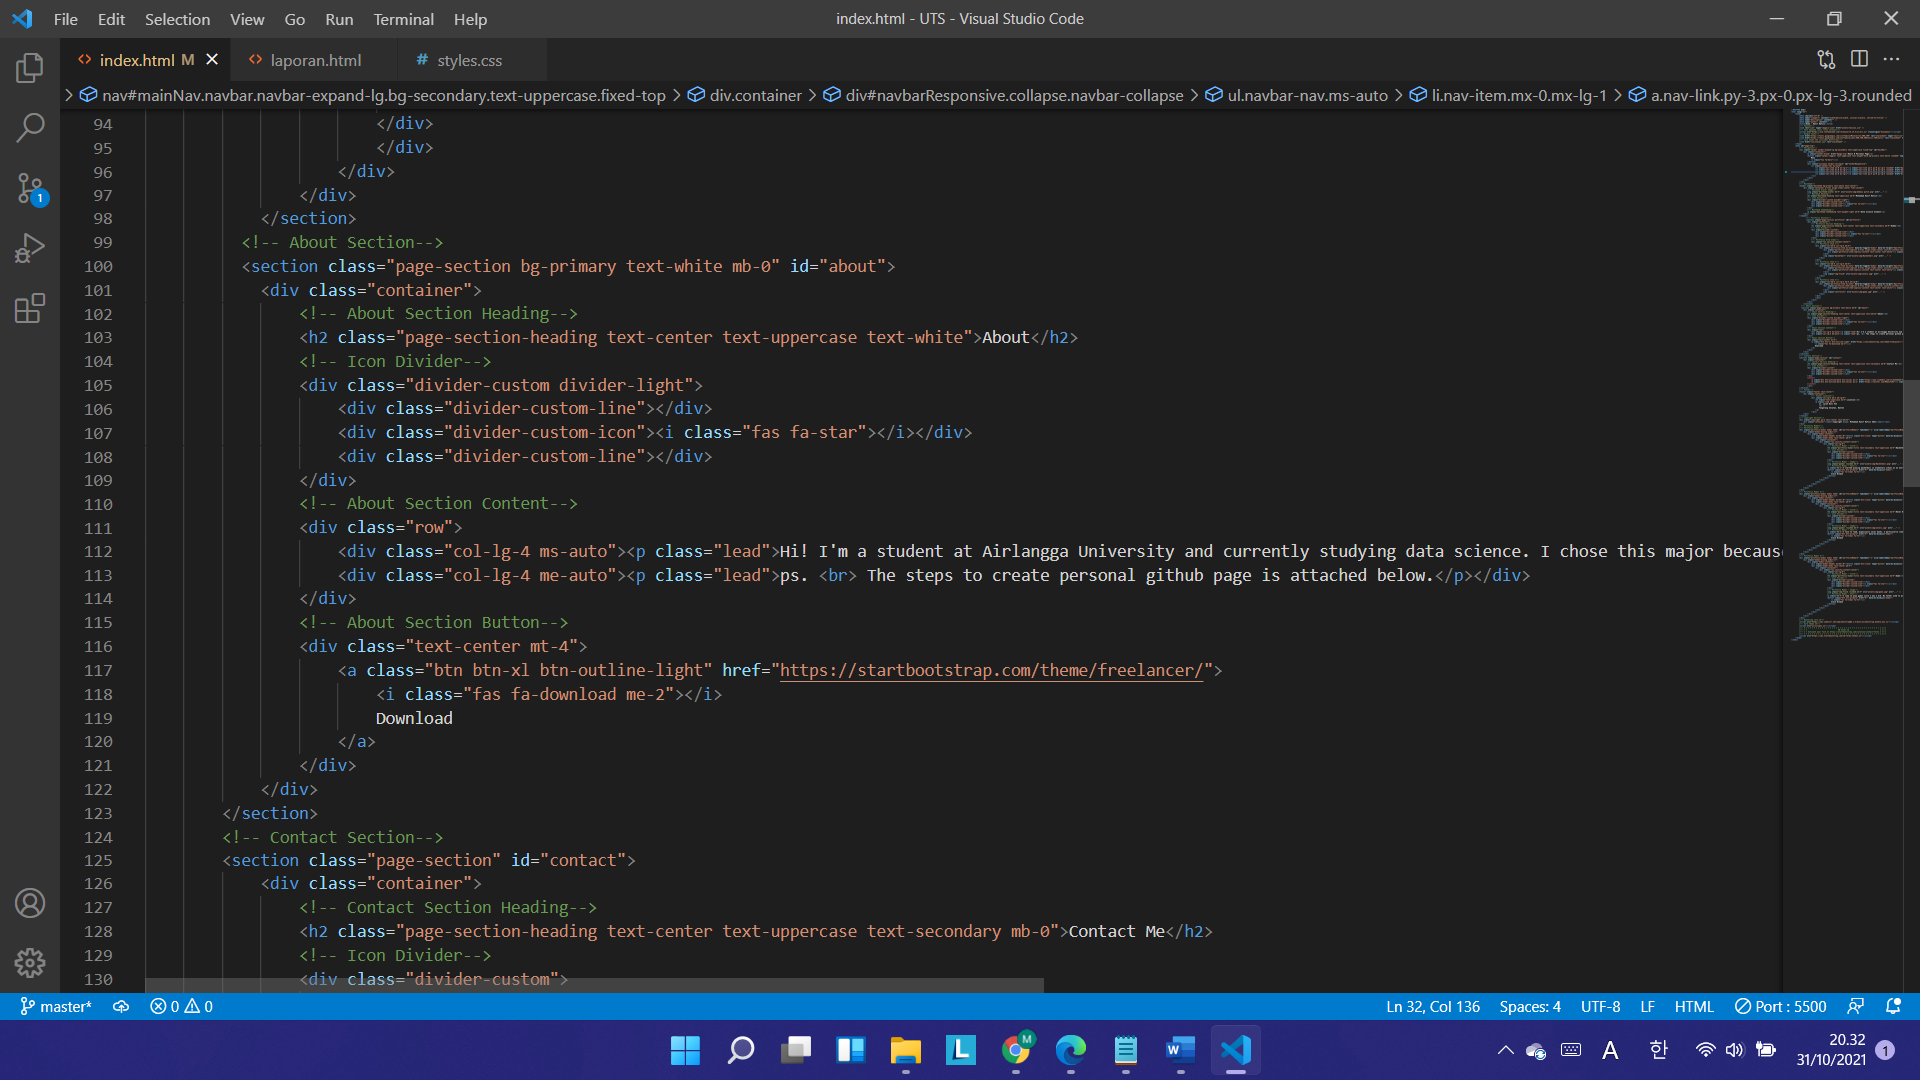 File Edit Selection View Go Run Terminal Help
index.html - UTS - Visual Studio Code
index.html M
laporan.html
# styles.css
nav#mainNav.navbar.navbar-expand-lg.bg-secondary.text-uppercase.fixed-top > div.container > div#navbarResponsive.collapse.navbar-collapse > ul.navbar-nav.ms-auto > li.nav-item.mx-0.mx-lg-1 > a.nav-link.py-3.px-0.px-lg-3.rounded
94 </div>
95 </div>
96 </div>
97 </div>
98 </section>
99 <!-- About Section-->
100 <section class="page-section bg-primary text-white mb-0" id="about">
101 <div class="container">
102 <!-- About Section Heading-->
103 <h2 class="page-section-heading text-center text-uppercase text-white">About</h2>
104 <!-- Icon Divider-->
105 <div class="divider-custom divider-light">
106 <div class="divider-custom-line"></div>
107 <div class="divider-custom-icon"><i class="fas fa-star"></i></div>
108 <div class="divider-custom-line"></div>
109 </div>
110 <!-- About Section Content-->
111 <div class="row">
112 <div class="col-lg-4 ms-auto"><p class="lead">Hi! I'm a student at Airlangga University and currently studying data science. I chose this major becaus
113 <div class="col-lg-4 me-auto"><p class="lead">ps. <br> The steps to create personal github page is attached below.</p></div>
114 </div>
115 <!-- About Section Button-->
116 <div class="text-center mt-4">
117 <a class="btn btn-xl btn-outline-light" href="https://startbootstrap.com/theme/freelancer/">
118 <i class="fas fa-download me-2"></i>
119 Download
120 </a>
121 </div>
122 </div>
123 </section>
124 <!-- Contact Section-->
125 <section class="page-section" id="contact">
126 <div class="container">
127 <!-- Contact Section Heading-->
128 <h2 class="page-section-heading text-center text-uppercase text-secondary mb-0">Contact Me</h2>
129 <!-- Icon Divider-->
130 <div class="divider-custom">
1
master* 0 0
Ln 32, Col 136 Spaces: 4 UTF-8 LF HTML Port : 5500
L
M
W
A
한
20.32
31/10/2021
1